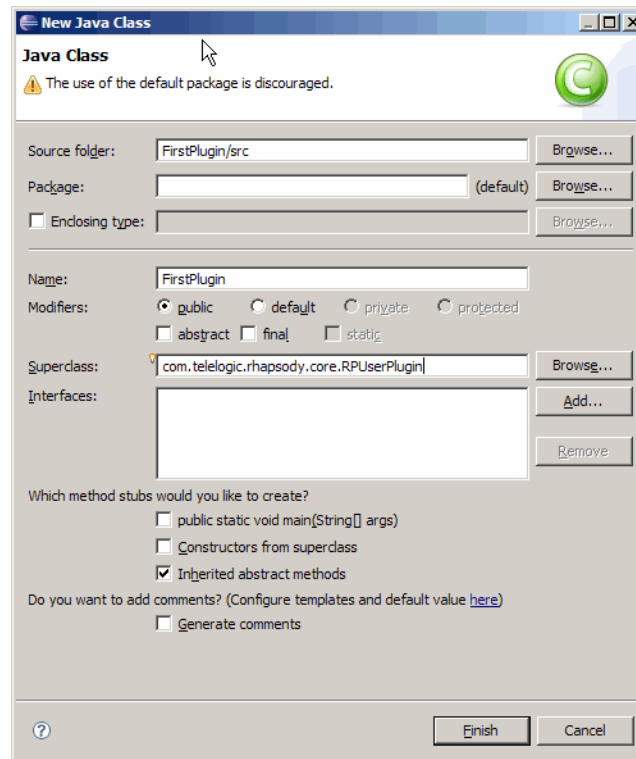 New Java Class
Java Class
The use of the default package is discouraged.
C
Source folder: FirstPlugin/src Browse...
Package: (default) Browse...
Enclosing type: Browse...
Name: FirstPlugin
Modifiers: public default private protected
abstract final static
Superclass: com.telelogic.rhapsody.core.RPUserPlugin Browse...
Interfaces: Add...
Remove
Which method stubs would you like to create?
public static void main(String[] args)
Constructors from superclass
Inherited abstract methods
Do you want to add comments? (Configure templates and default value here)
Generate comments
? Finish Cancel